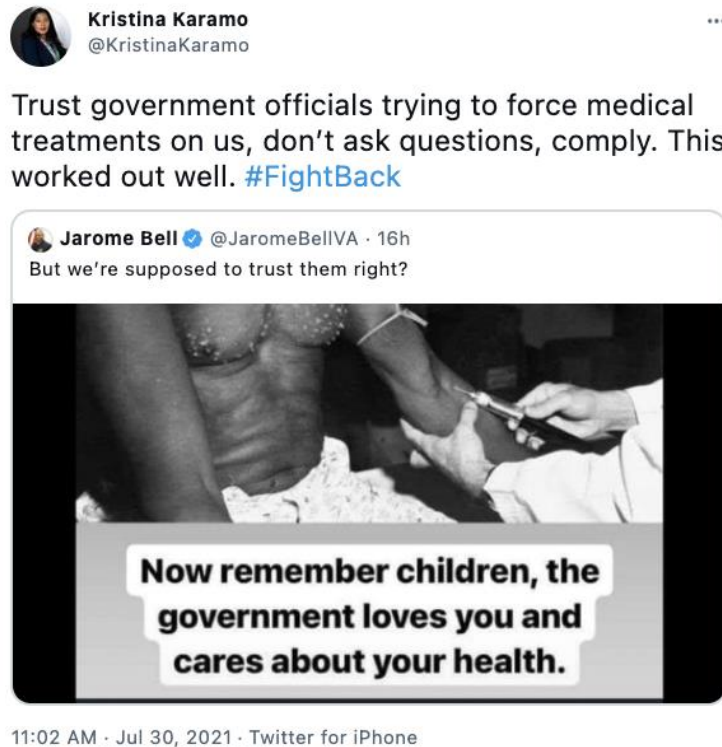 Kristina Karamo
@KristinaKaramo
Trust government officials trying to force medical
treatments on us, don’t ask questions, comply. This
worked out well. #FightBack
Jarome Bell @JaromeBellVA · 16h
But we’re supposed to trust them right?
Now remember children, the
government loves you and
cares about your health.
11:02 AM · Jul 30, 2021 · Twitter for iPhone